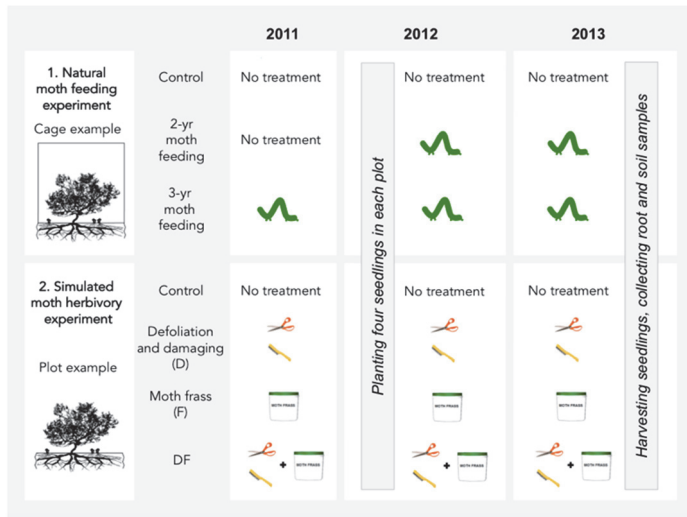 2011
2012
2013
1. Natural
moth feeding
experiment
Cage example
Control
No treatment
No treatment
No treatment
2-yr
moth
feeding
No treatment
3-yr
moth
feeding
Planting four seedlings in each plot
Harvesting seedlings, collecting root and soil samples
2. Simulated
moth herbivory
experiment
Plot example
Control
No treatment
No treatment
No treatment
Defoliation
and damaging
(D)
Moth frass
(F)
MOTH FRASS
MOTH FRASS
MOTH FRASS
DF
+
MOTH FRASS
+
MOTH FRASS
+
MOTH FRASS